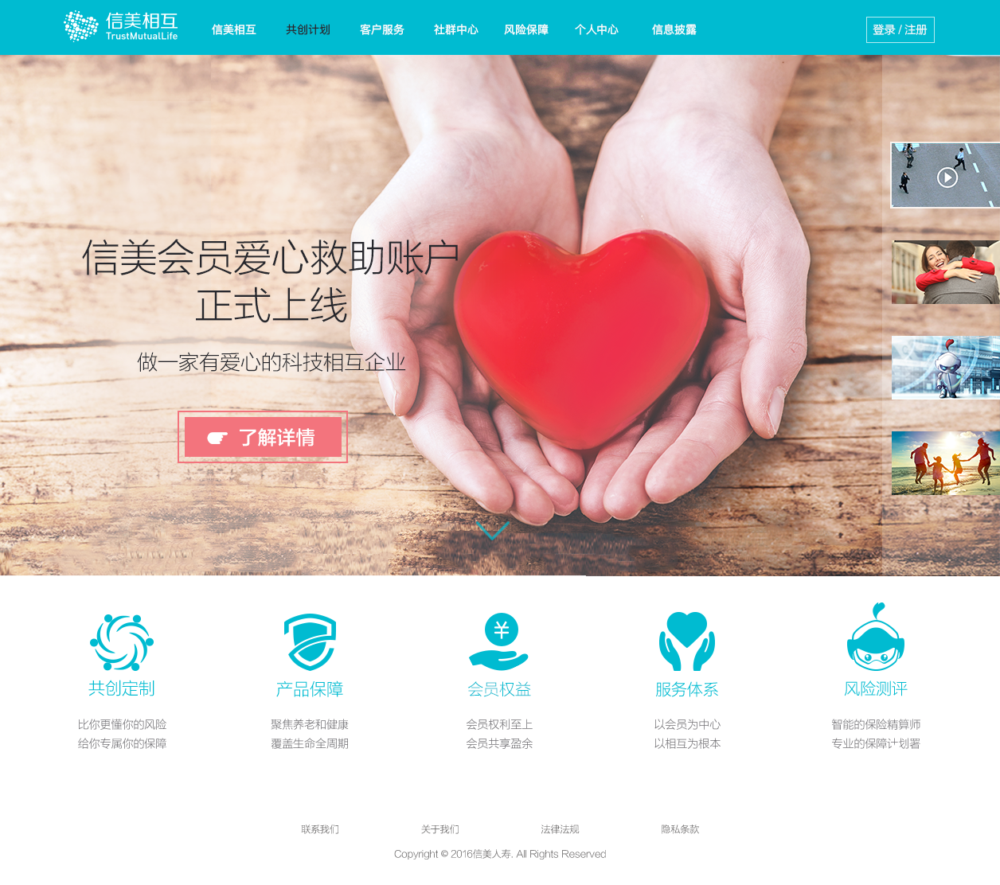 信美相互
TrustMutualLife
信美相互 共创计划 客户服务 社群中心 风险保障 个人中心 信息披露 登录 / 注册
信美会员爱心救助账户
正式上线
做一家有爱心的科技相互企业
了解详情
共创定制 产品保障 会员权益 服务体系 风险测评
比你更懂你的风险 聚焦养老和健康 会员权利至上 以会员为中心 智能的保险精算师
给你专属你的保障 覆盖生命全周期 会员共享盈余 以相互为根本 专业的保障计划署
联系我们 关于我们 法律法规 隐私条款
Copyright © 2016信美人寿. All Rights Reserved